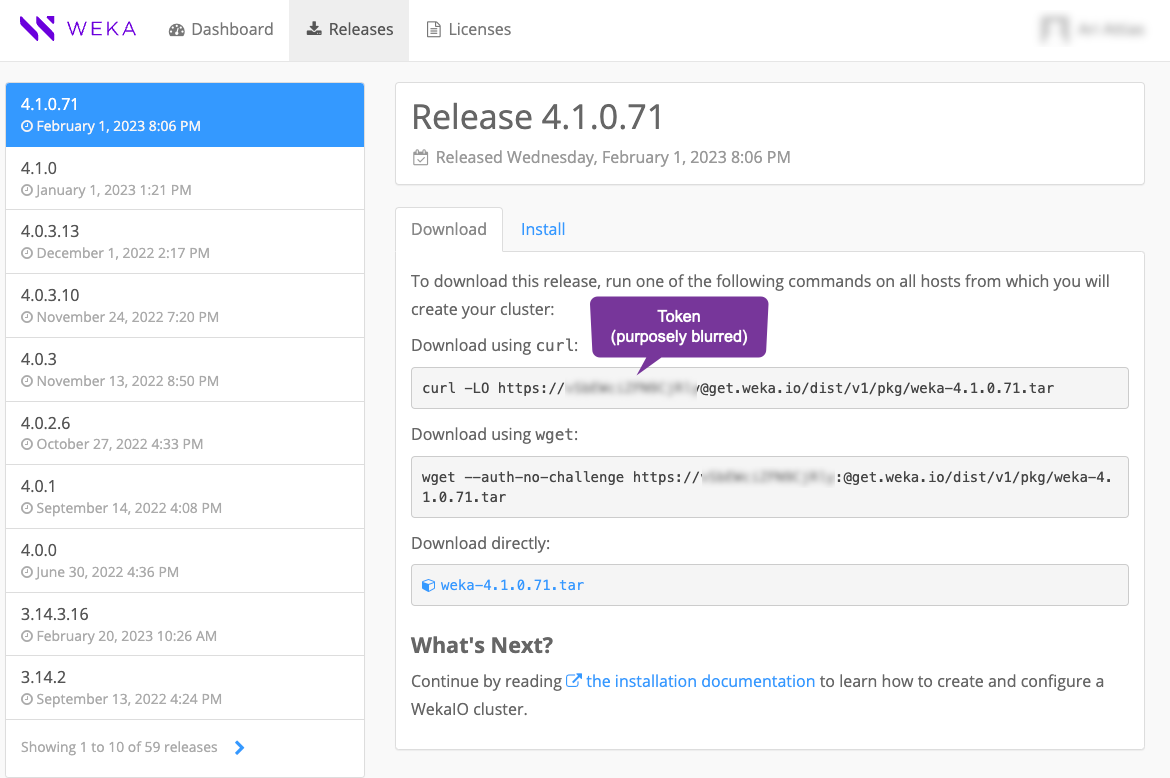 WEKA
Dashboard
Releases
Licenses
4.1.0.71
February 1, 2023 8:06 PM
4.1.0
January 1, 2023 1:21 PM
4.0.3.13
December 1, 2022 2:17 PM
4.0.3.10
November 24, 2022 7:20 PM
4.0.3
November 13, 2022 8:50 PM
4.0.2.6
October 27, 2022 4:33 PM
4.0.1
September 14, 2022 4:08 PM
4.0.0
June 30, 2022 4:36 PM
3.14.3.16
February 20, 2023 10:26 AM
3.14.2
September 13, 2022 4:24 PM
Showing 1 to 10 of 59 releases
Release 4.1.0.71
Released Wednesday, February 1, 2023 8:06 PM
Download
Install
To download this release, run one of the following commands on all hosts from which you will
create your cluster:
Token
(purposely blurred)
Download using curl:
curl -LO https:// @get.weka.io/dist/v1/pkg/weka-4.1.0.71.tar
Download using wget:
wget --auth-no-challenge https:// :@get.weka.io/dist/v1/pkg/weka-4.
1.0.71.tar
Download directly:
weka-4.1.0.71.tar
What's Next?
Continue by reading the installation documentation to learn how to create and configure a
WekaIO cluster.